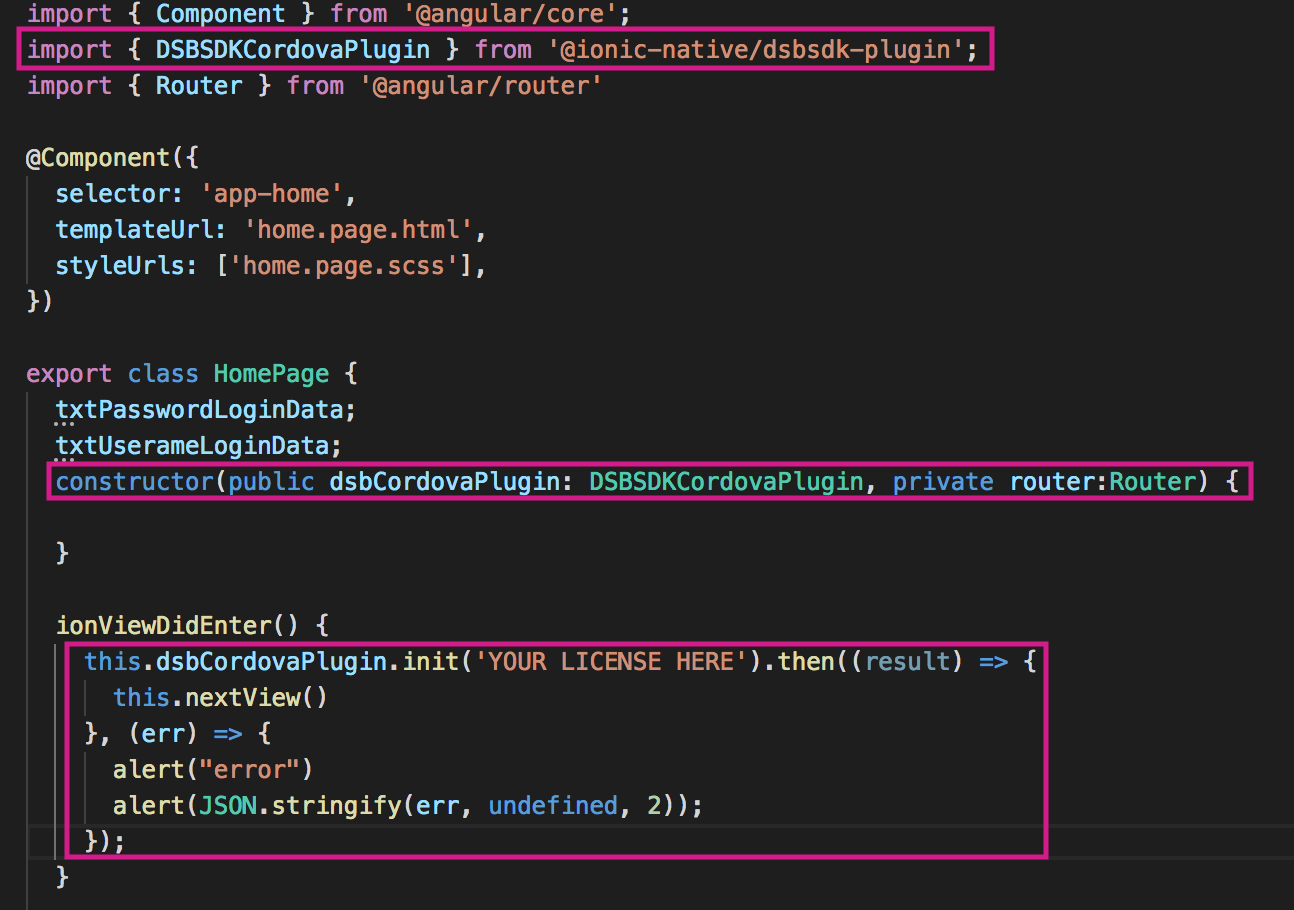 import { Component } from '@angular/core';
import { DSBSDKCordovaPlugin } from '@ionic-native/dsbsdk-plugin';
import { Router } from '@angular/router'
@Component({
selector: 'app-home',
templateUrl: 'home.page.html',
styleUrls: ['home.page.scss'],
})
export class HomePage {
txtPasswordLoginData;
txtUserameLoginData;
constructor(public dsbCordovaPlugin: DSBSDKCordovaPlugin, private router:Router) {
}
ionViewDidEnter() {
this.dsbCordovaPlugin.init('YOUR LICENSE HERE').then((result) => {
this.nextView()
}, (err) => {
alert("error")
alert(JSON.stringify(err, undefined, 2));
});
}